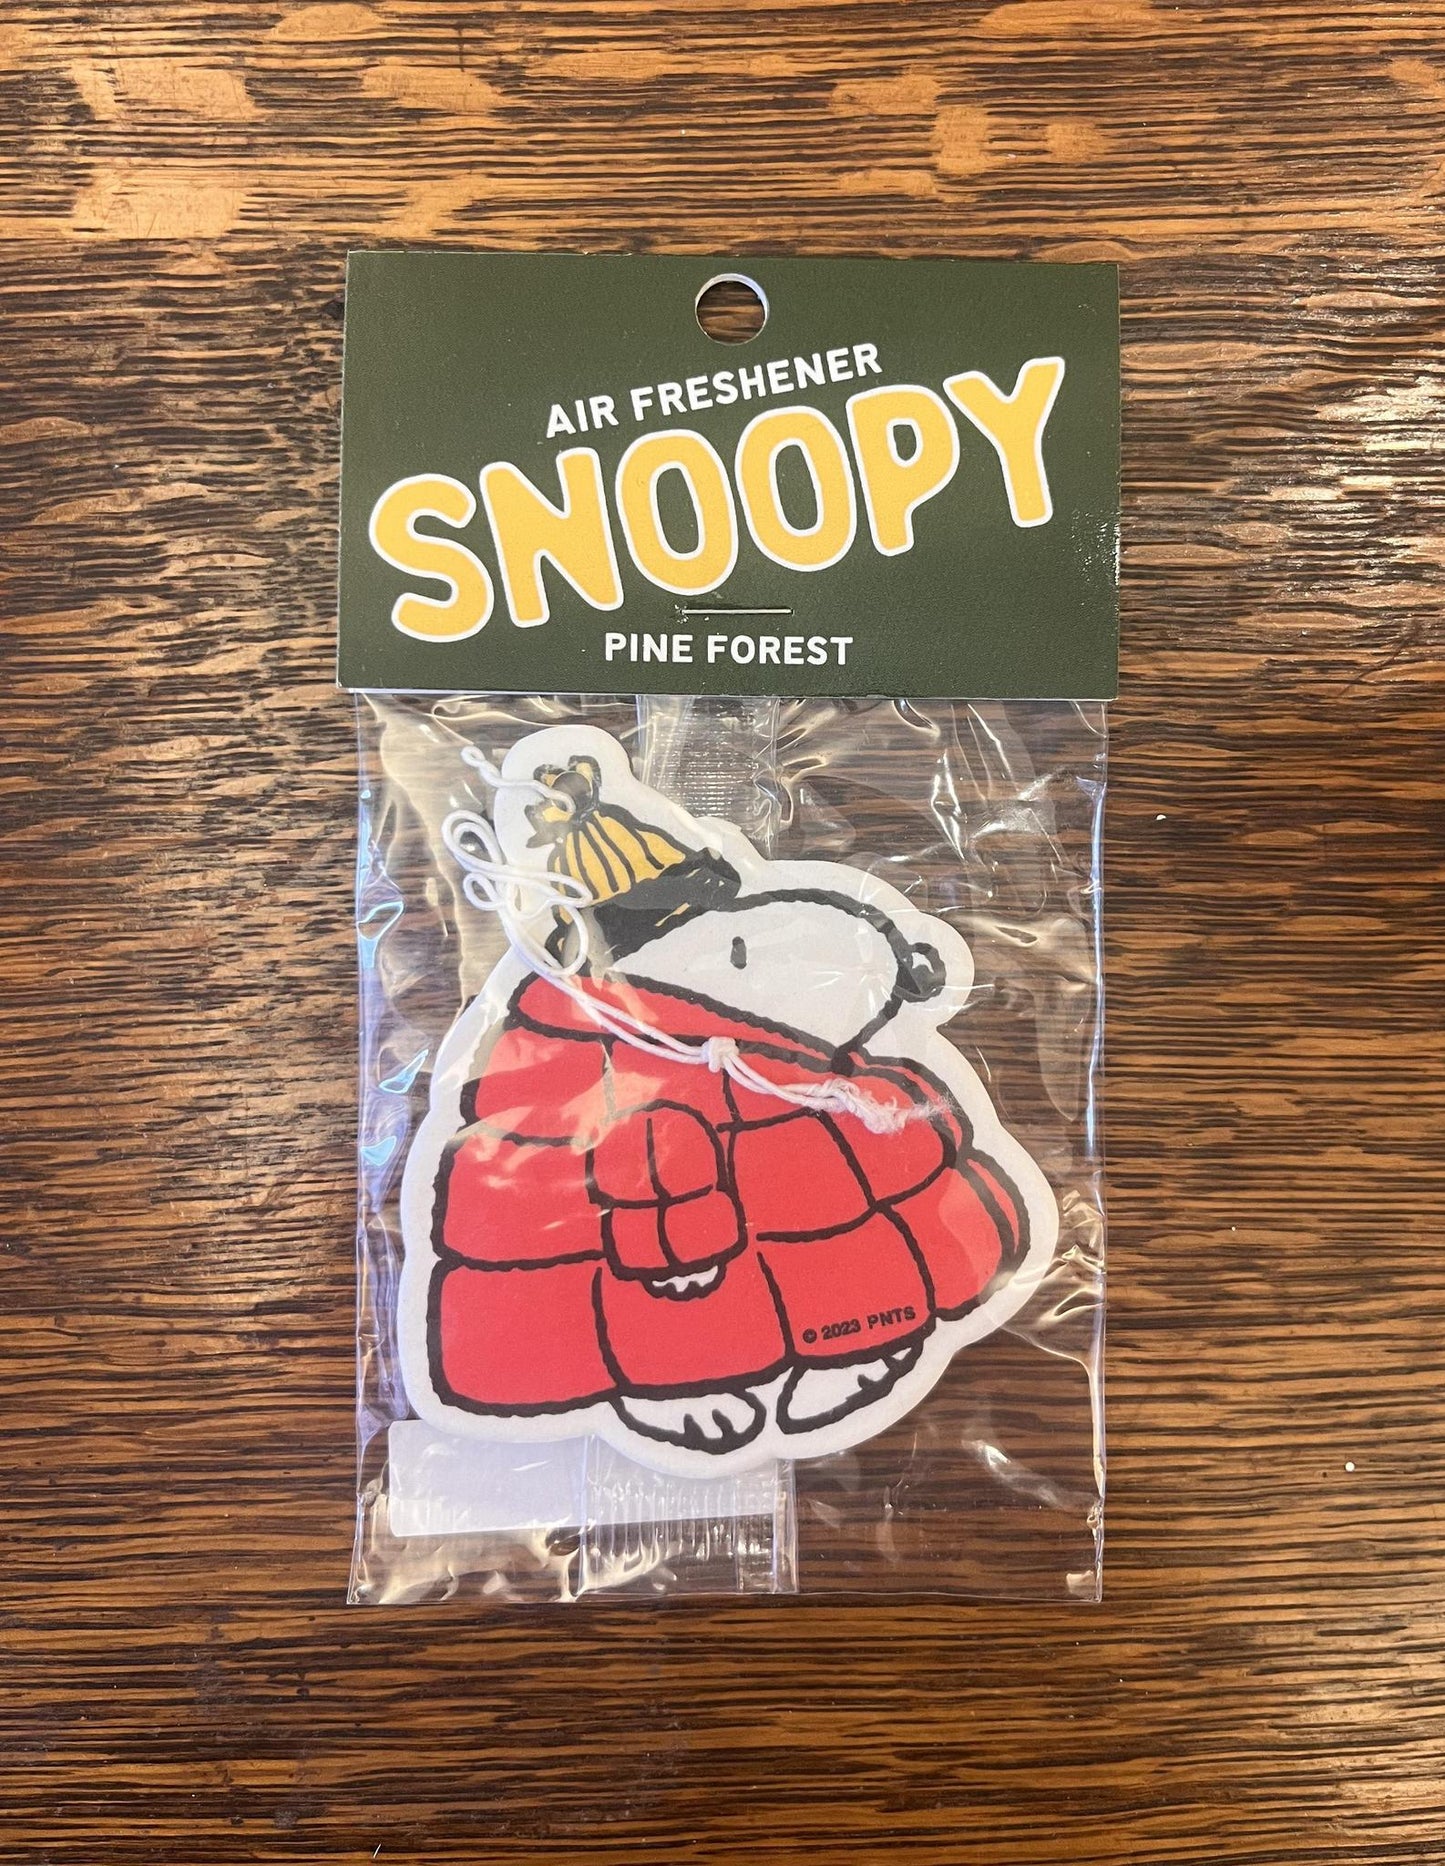 AIR FRESHENER
SNOOPY
PINE FOREST
© 2023 PNTS